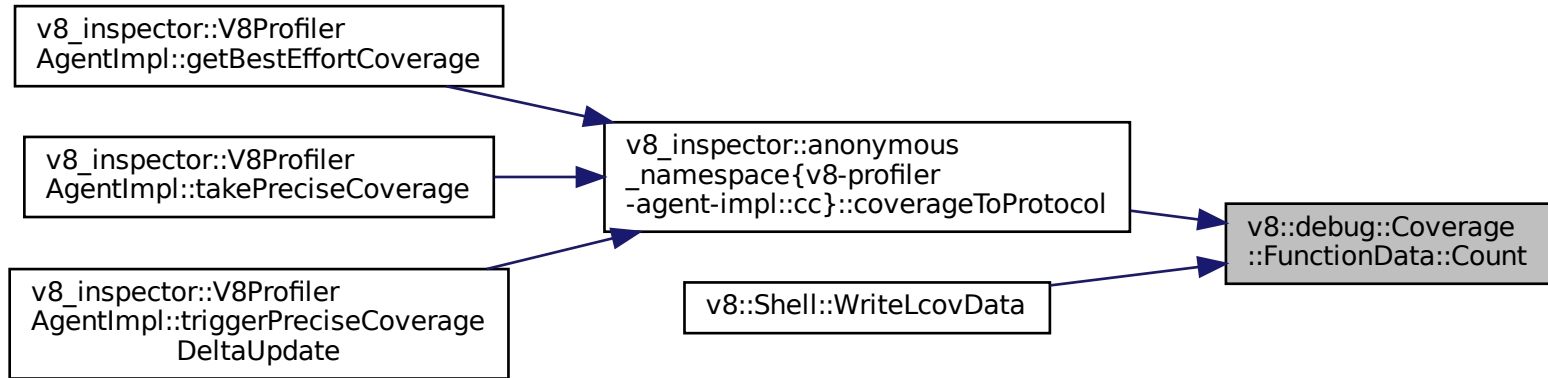 v8_inspector::V8Profiler
AgentImpl::getBestEffortCoverage
v8_inspector::V8Profiler
AgentImpl::takePreciseCoverage
v8_inspector::V8Profiler
AgentImpl::triggerPreciseCoverage
DeltaUpdate
v8_inspector::anonymous
_namespace{v8-profiler
-agent-impl::cc}::coverageToProtocol
v8::Shell::WriteLcovData
v8::debug::Coverage
::FunctionData::Count